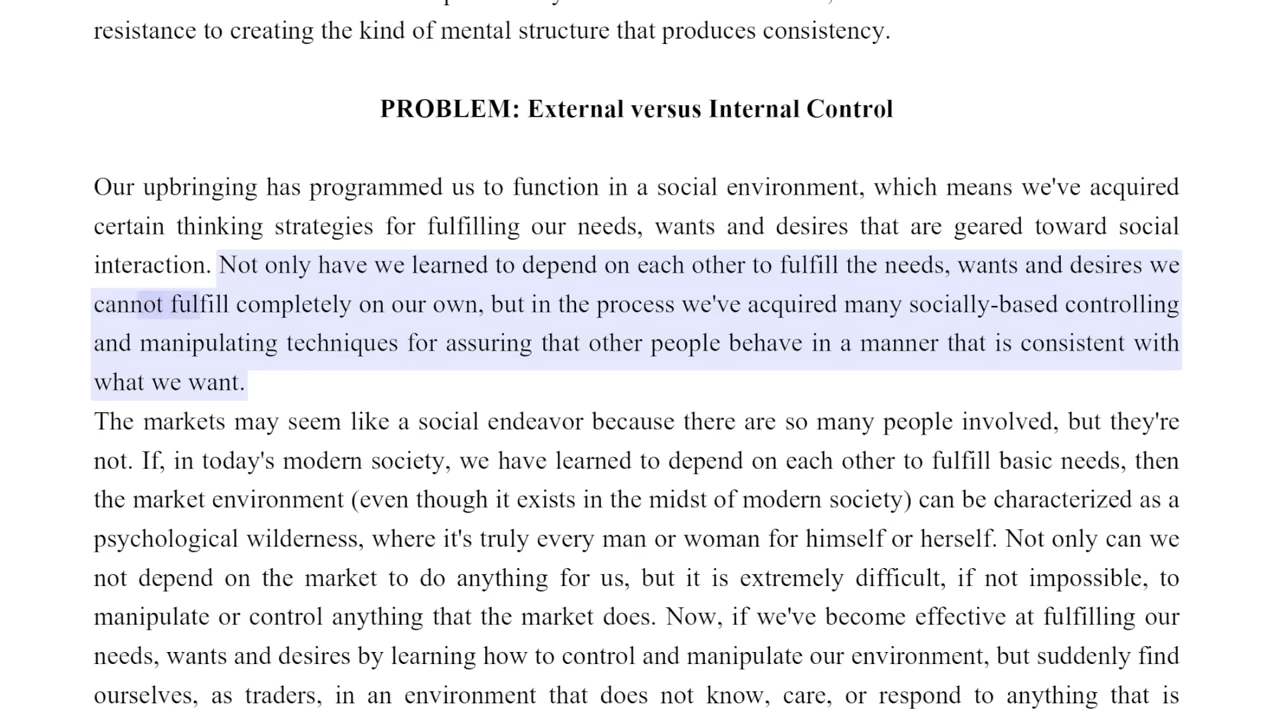 resistance to creating the kind of mental structure that produces consistency.
PROBLEM: External versus Internal Control
Our upbringing has programmed us to function in a social environment, which means we've acquired
certain thinking strategies for fulfilling our needs, wants and desires that are geared toward social
interaction. Not only have we learned to depend on each other to fulfill the needs, wants and desires we
cannot fulfill completely on our own, but in the process we've acquired many socially-based controlling
and manipulating techniques for assuring that other people behave in a manner that is consistent with
what we want.
The markets may seem like a social endeavor because there are so many people involved, but they're
not. If, in today's modern society, we have learned to depend on each other to fulfill basic needs, then
the market environment (even though it exists in the midst of modern society) can be characterized as a
psychological wilderness, where it's truly every man or woman for himself or herself. Not only can we
not depend on the market to do anything for us, but it is extremely difficult, if not impossible, to
manipulate or control anything that the market does. Now, if we've become effective at fulfilling our
needs, wants and desires by learning how to control and manipulate our environment, but suddenly find
ourselves, as traders, in an environment that does not know, care, or respond to anything that is